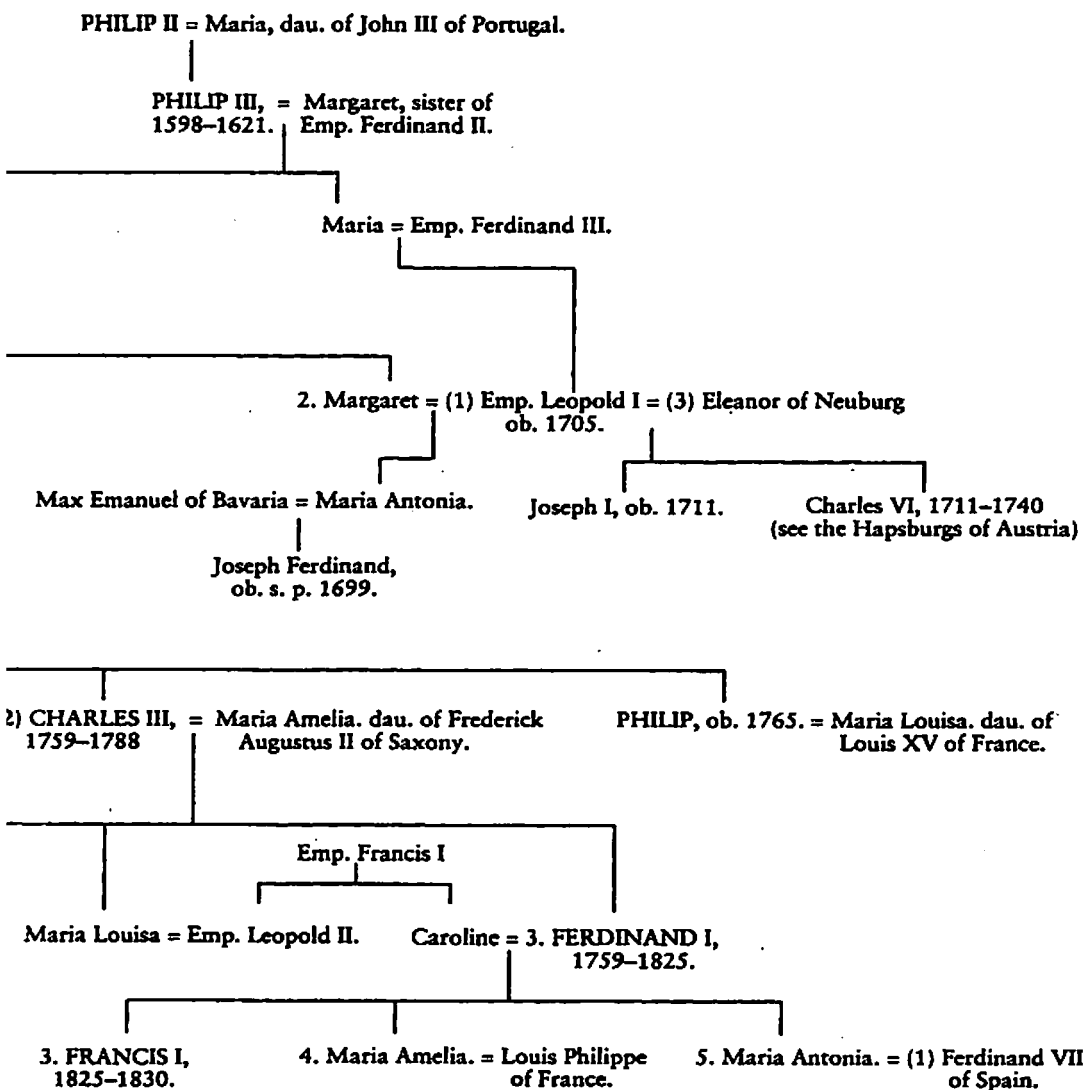 PHILIP II = Maria, dau. of John III of Portugal.
PHILIP III, = Margaret, sister of
1598–1621. Emp. Ferdinand II.
Maria = Emp. Ferdinand III.
2. Margaret = (1) Emp. Leopold I = (3) Eleanor of Neuburg
ob. 1705.
Max Emanuel of Bavaria = Maria Antonia.
Joseph I, ob. 1711.
Charles VI, 1711–1740
(see the Hapsburgs of Austria)
Joseph Ferdinand,
ob. s. p. 1699.
2) CHARLES III, = Maria Amelia. dau. of Frederick
1759–1788 Augustus II of Saxony.
PHILIP, ob. 1765. = Maria Louisa. dau. of
Louis XV of France.
Emp. Francis I
Maria Louisa = Emp. Leopold II.
Caroline = 3. FERDINAND I,
1759–1825.
3. FRANCIS I,
1825–1830.
4. Maria Amelia. = Louis Philippe
of France.
5. Maria Antonia. = (1) Ferdinand VII
of Spain.